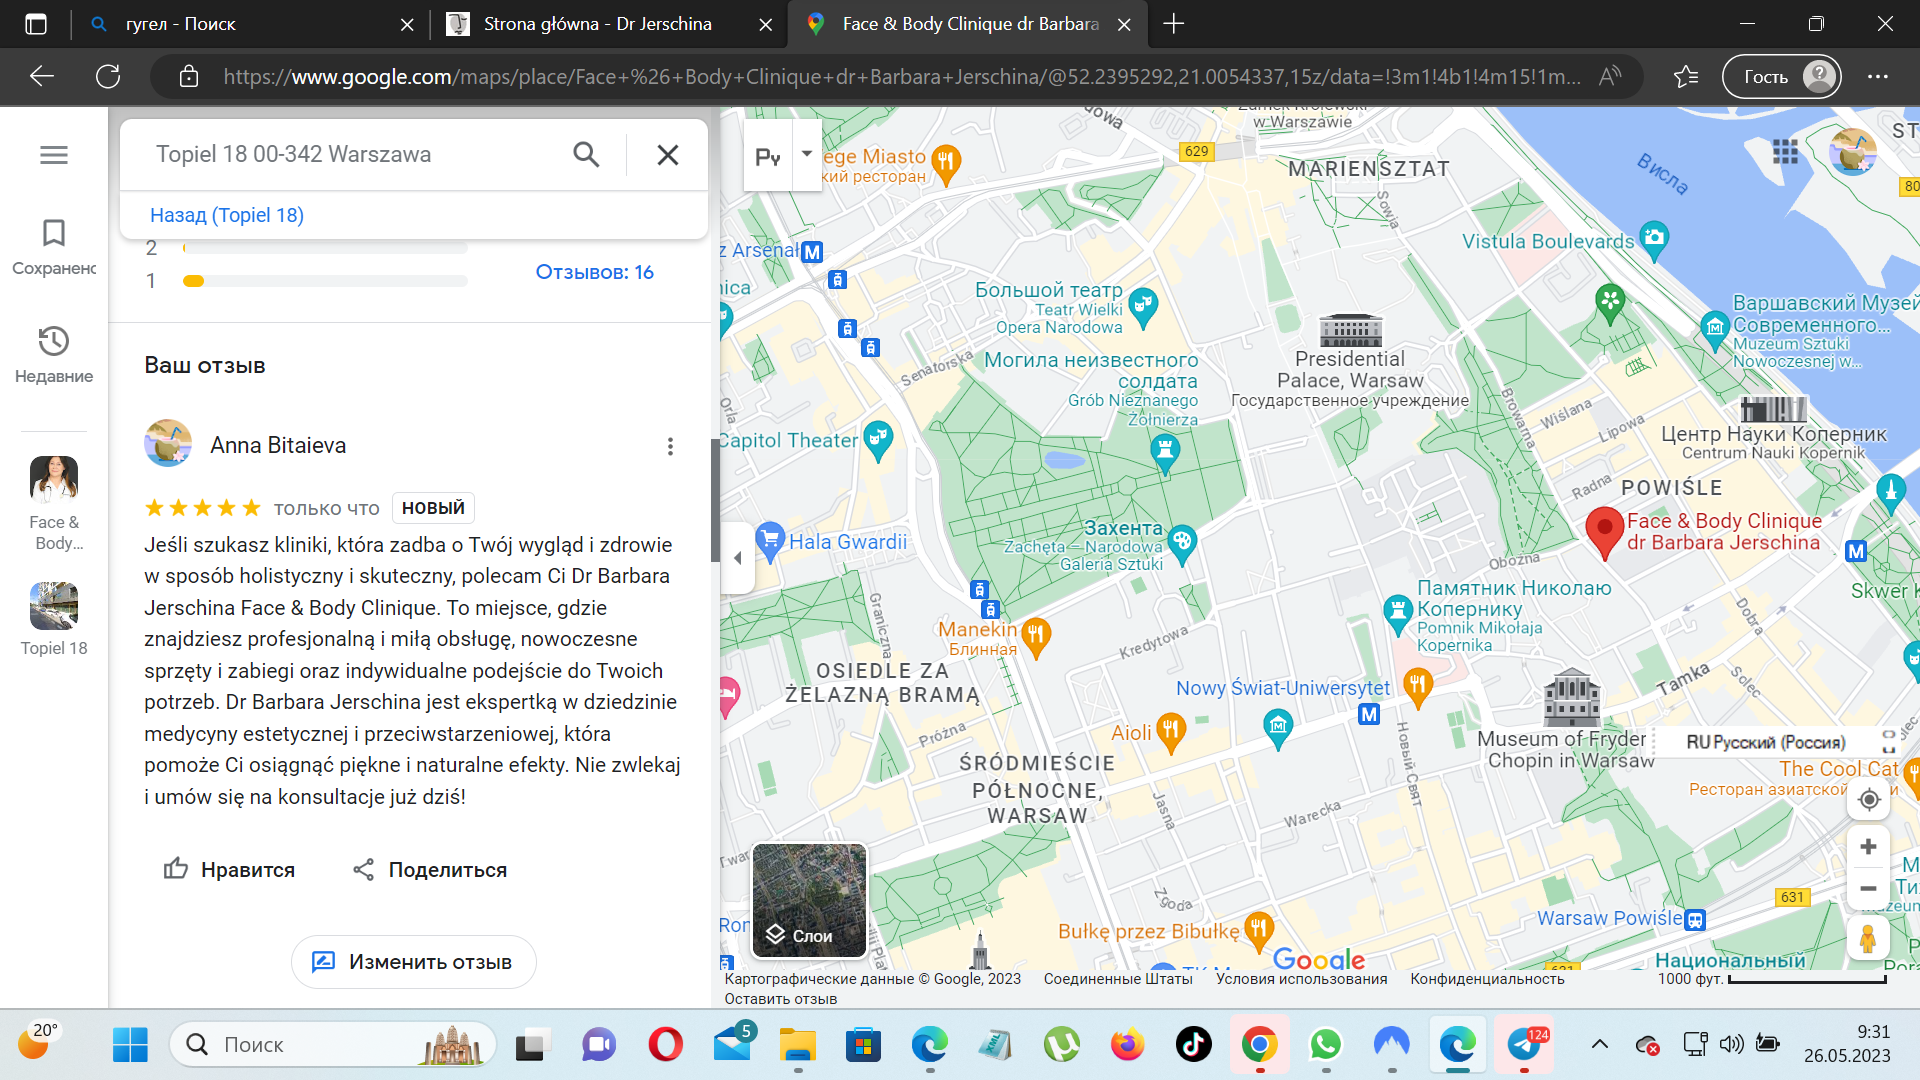 гугел - Поиск
Strona główna - Dr Jerschina
Face & Body Clinique dr Barbara
https://www.google.com/maps/place/Face+%26+Body+Clinique+dr+Barbara+Jerschina/@52.2395292,21.0054337,15z/data=!3m1!4b1!4m15!1m...
Гость
Topiel 18 00-342 Warszawa
Назад (Topiel 18)
Сохранено
Недавние
Face &
Body...
Topiel 18
2
1
Отзывов: 16
Ваш отзыв
Anna Bitaieva
только что
НОВЫЙ
Jeśli szukasz kliniki, która zadba o Twój wygląd i zdrowie
w sposób holistyczny i skuteczny, polecam Ci Dr Barbara
Jerschina Face & Body Clinique. To miejsce, gdzie
znajdziesz profesjonalną i miłą obsługę, nowoczesne
sprzęty i zabiegi oraz indywidualne podejście do Twoich
potrzeb. Dr Barbara Jerschina jest ekspertką w dziedzinie
medycyny estetycznej i przeciwstarzeniowej, która
pomoże Ci osiągnąć piękne i naturalne efekty. Nie zwlekaj
i umów się na konsultacje już dziś!
Нравится
Поделиться
Изменить отзыв
ege Miasto
кий ресторан
629
w Warszawie
MARIENSZTAT
Висла
Sowia
ST
80
z Arsenał
Vistula Boulevards
Большой театр
Teatr Wielki
Opera Narodowa
Варшавский Музей
Современного...
Muzeum Sztuki
Nowoczesnej w...
Senatorska
Могила неизвестного
солдата
Grób Nieznanego
Żołnierza
Presidential
Palace, Warsaw
Государственное учреждение
Orla
Capitol Theater
Browarna
Wiślana
Lipowa
Центр Науки Коперник
Centrum Nauki Kopernik
Radna
POWIŚLE
Захента
Zachęta – Narodowa
Galeria Sztuki
Face & Body Clinique
dr Barbara Jerschina
Hala Gwardii
Oboźna
Graniczna
Памятник Николаю
Копернику
Pomnik Mikołaja
Kopernika
Skwer K
Dobra
Manekin
Блинная
Kredytowa
OSIEDLE ZA
ŻELAZNĄ BRAMĄ
Nowy Świat-Uniwersytet
Tamka
Solec
Próżna
Aioli
Новый Свят
Museum of Fryder
Chopin in Warsaw
RU Русский (Россия)
ŚRÓDMIEŚCIE
PÓŁNOCNE,
WARSAW
The Cool Cat
Ресторан азиатской
Jasna
Warecka
Zgoda
631
Warsaw Powiśle
Bułkę przez Bibułkę
Слои
Google
Национальный
Картографические данные © Google, 2023
Соединенные Штаты
Условия использования
Конфиденциальность
1000 фут.
Оставить отзыв
20°
Поиск
5
124
9:31
26.05.2023